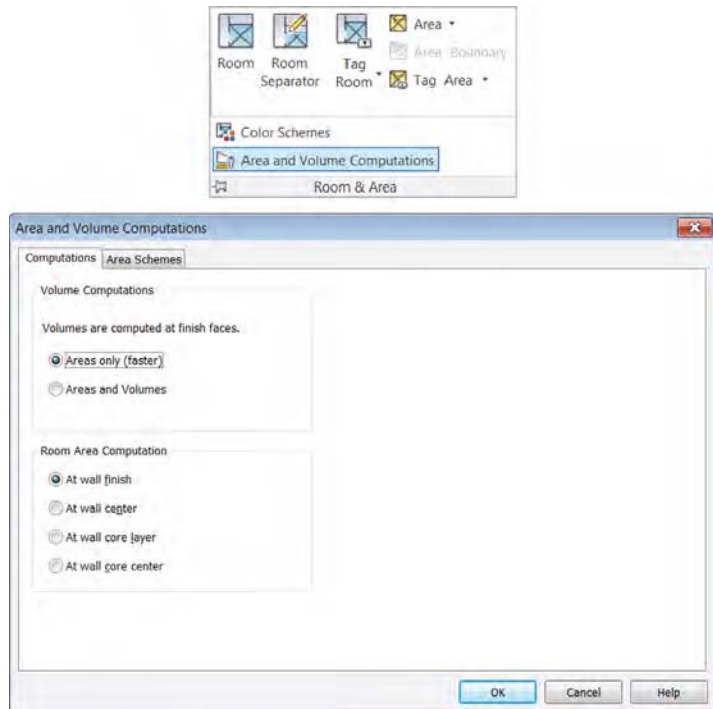 Room
Room Separator
Tag Room
Area
Area Boundary
Tag Area
Color Schemes
Area and Volume Computations
Room & Area
Area and Volume Computations
Computations
Area Schemes
Volume Computations
Volumes are computed at finish faces.
Areas only (faster)
Areas and Volumes
Room Area Computation
At wall finish
At wall center
At wall core layer
At wall core center
OK
Cancel
Help